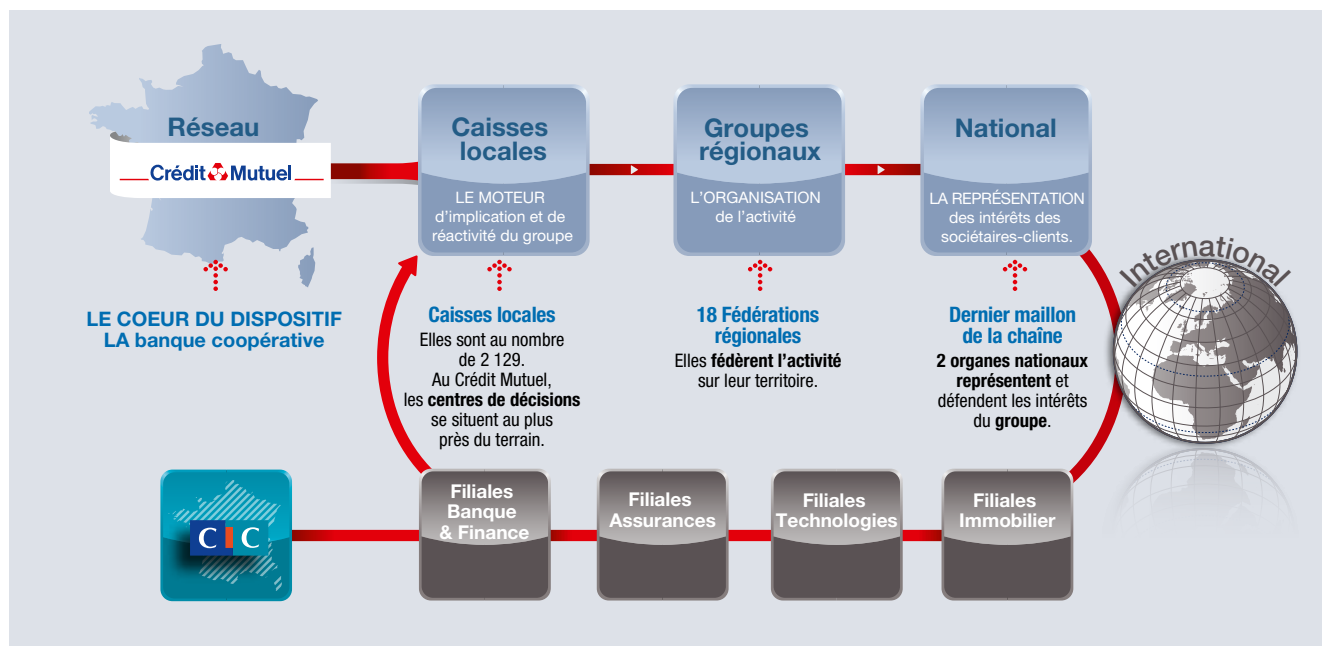 Réseau
Crédit Mutuel
LE COEUR DU DISPOSITIF
LA banque coopérative
Caisses
locales
LE MOTEUR
d'implication et de
réactivité du groupe
Caisses locales
Elles sont au nombre
de 2 129.
Au Crédit Mutuel,
les centres de décisions
se situent au plus
près du terrain.
Groupes
régionaux
L'ORGANISATION
de l'activité
18 Fédérations
régionales
Elles fédèrent l'activité
sur leur territoire.
National
LA REPRÉSENTATION
des intérêts des
sociétaires-clients.
Dernier maillon
de la chaîne
2 organes nationaux
représentent et
défendent les intérêts
du groupe.
International
CIC
Filiales
Banque
& Finance
Filiales
Assurances
Filiales
Technologies
Filiales
Immobilier